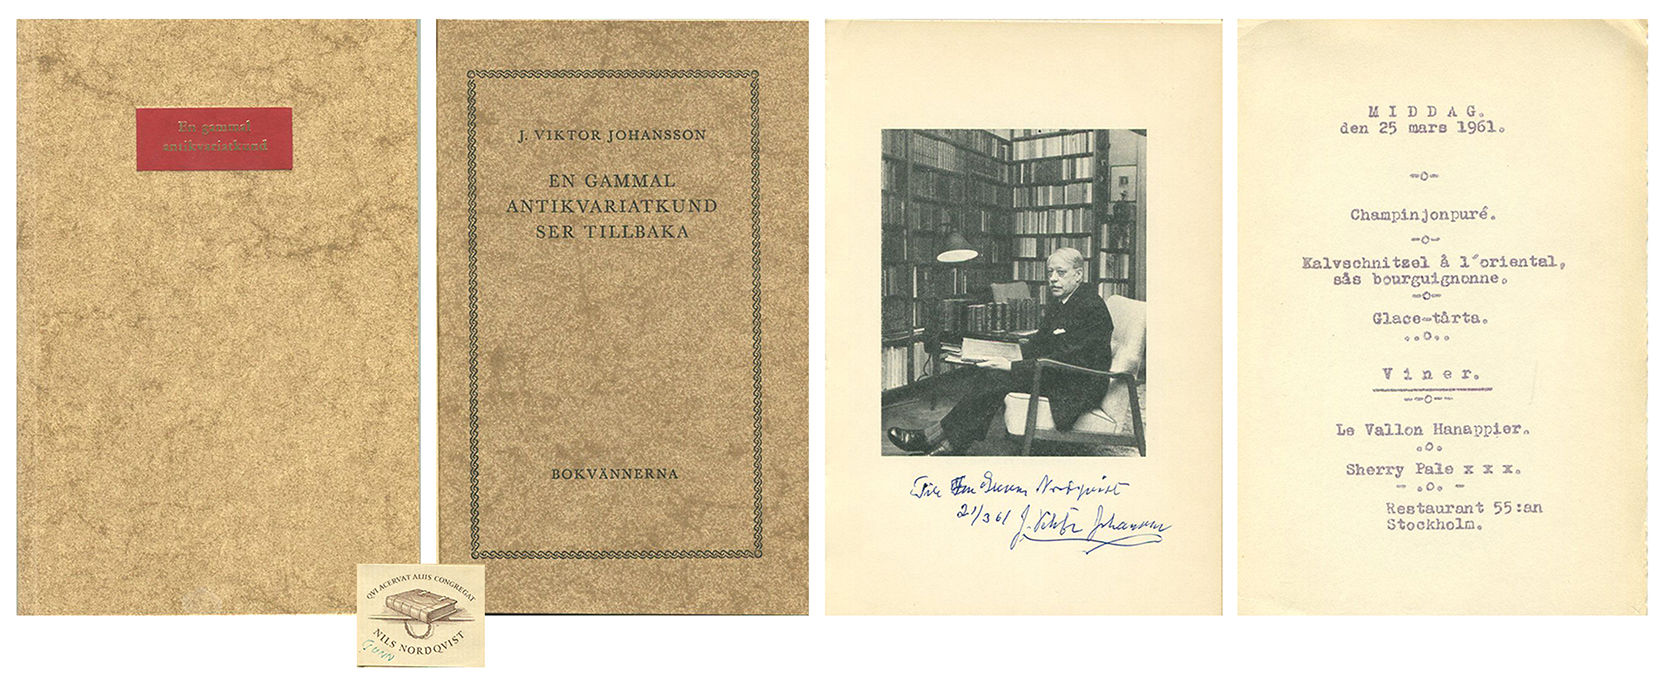 En gammal
antikvariatkund
J. VIKTOR JOHANSSON
EN GAMMAL
ANTIKVARIATKUND
SER TILLBAKA
BOKVÄNNERNA
QVI ACERVAT ALIIS CONGREGAT
NILS NORDQVIST
GUNN
Nordqvist
21/3 61 J. Viktor Johansson
M I D D A G.
den 25 mars 1961.
Champinjonpuré.
Kalvschnitzel å l´oriental,
sås bourguignonne.
Glace-tårta.
V i n e r.
Le Vallon Hanappier.
Sherry Pale x x x.
Restaurant 55:an
Stockholm.